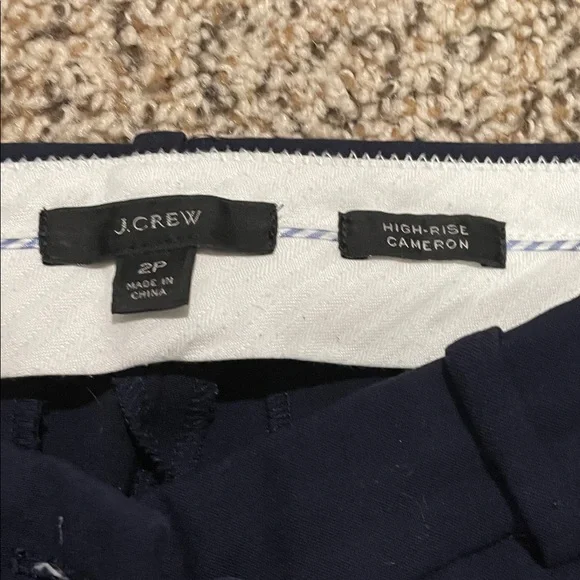 J.CREW
2P
MADE IN
CHINA
HIGH-RISE
CAMERON